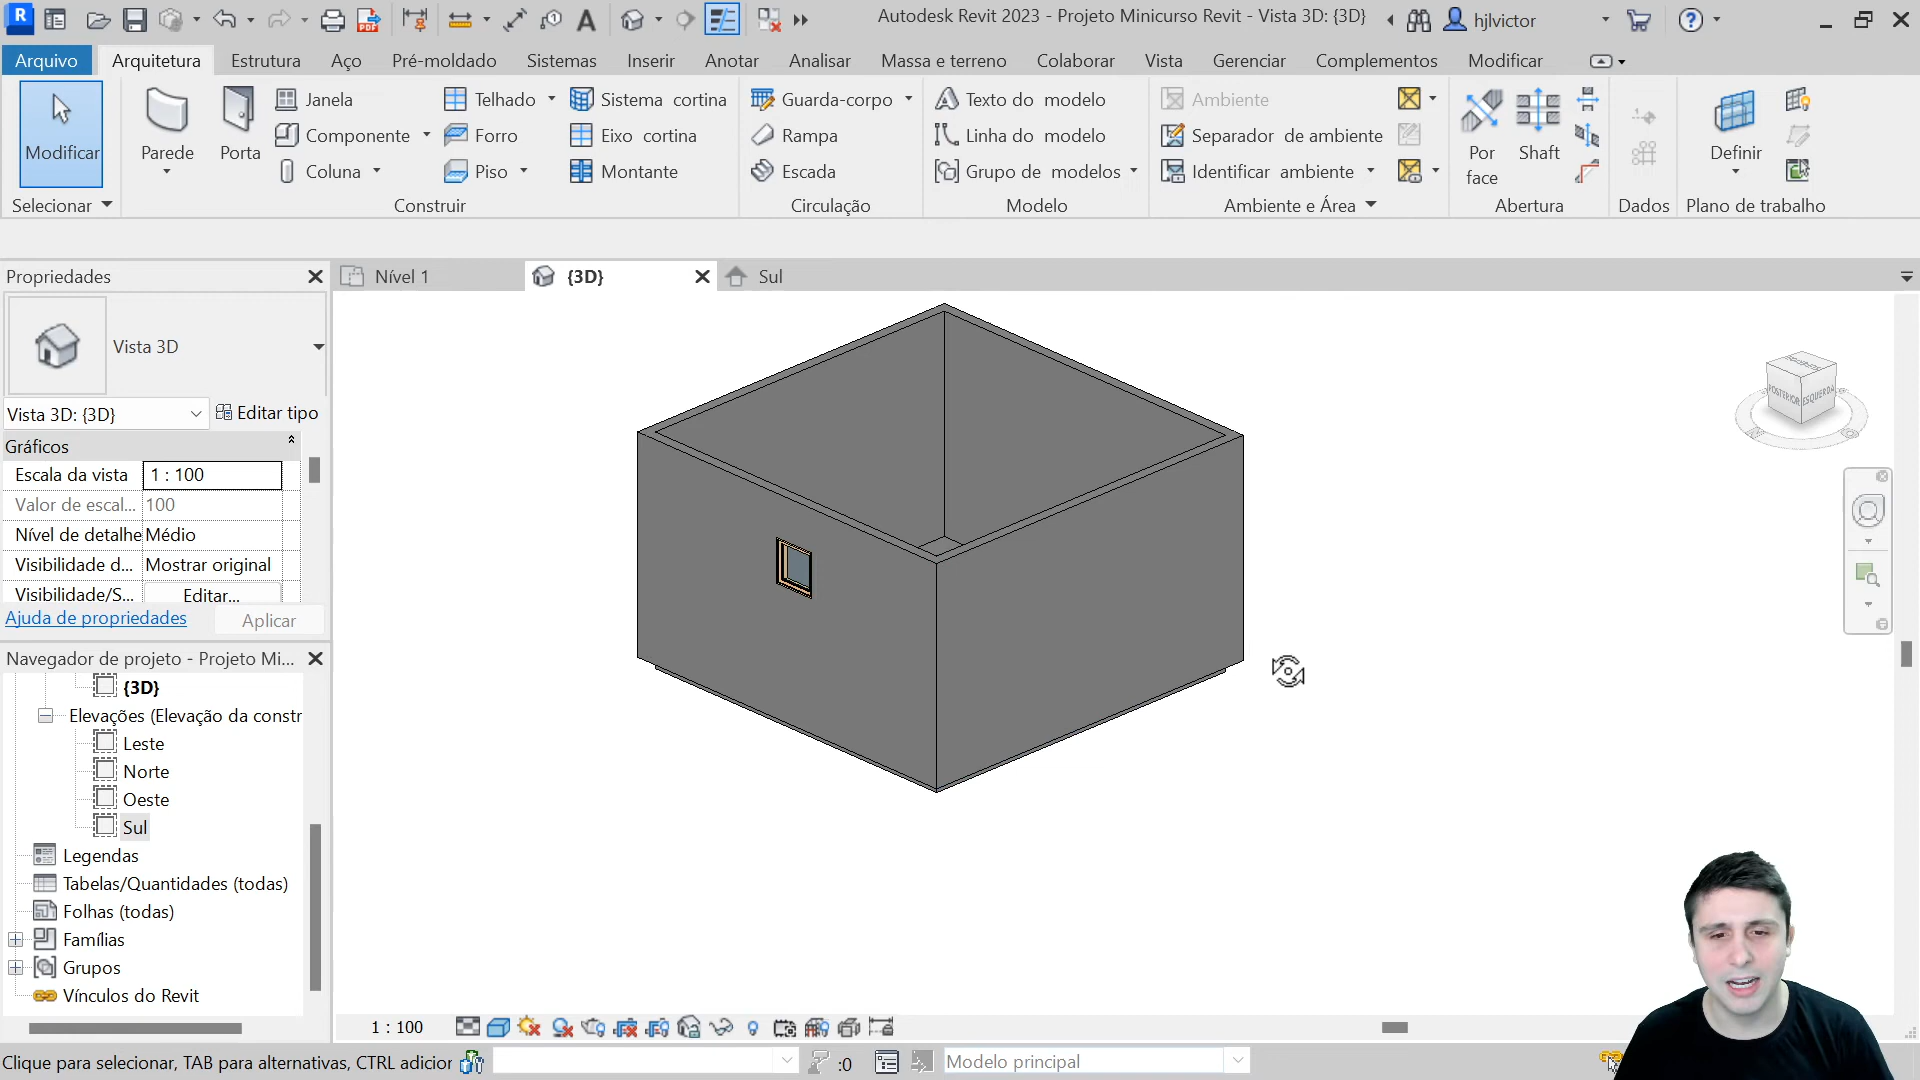 Autodesk Revit 2023 - Projeto Minicurso Revit - Vista 3D: {3D}
hjlvictor
Arquivo Arquitetura Estrutura Aço Pré-moldado Sistemas Inserir Anotar Analisar Massa e terreno Colaborar Vista Gerenciar Complementos Modificar
Modificar
Parede
Porta
Janela
Componente
Coluna
Telhado
Forro
Piso
Sistema cortina
Eixo cortina
Montante
Guarda-corpo
Rampa
Escada
Texto do modelo
Linha do modelo
Grupo de modelos
Ambiente
Separador de ambiente
Identificar ambiente
Por face
Shaft
Definir
Selecionar
Construir
Circulação
Modelo
Ambiente e Área
Abertura
Dados
Plano de trabalho
Propriedades
Nível 1
{3D}
Sul
Vista 3D
Vista 3D: {3D}
Editar tipo
Gráficos
Escala da vista 1 : 100
Valor de escal... 100
Nível de detalhe Médio
Visibilidade d... Mostrar original
Visibilidade/S... Editar...
Ajuda de propriedades
Aplicar
POSTERIOR
ESQUERDA
Navegador de projeto - Projeto Mi...
{3D}
Elevações (Elevação da constr
Leste
Norte
Oeste
Sul
Legendas
Tabelas/Quantidades (todas)
Folhas (todas)
Famílias
Grupos
Vínculos do Revit
1 : 100
Clique para selecionar, TAB para alternativas, CTRL adicior
:0
Modelo principal